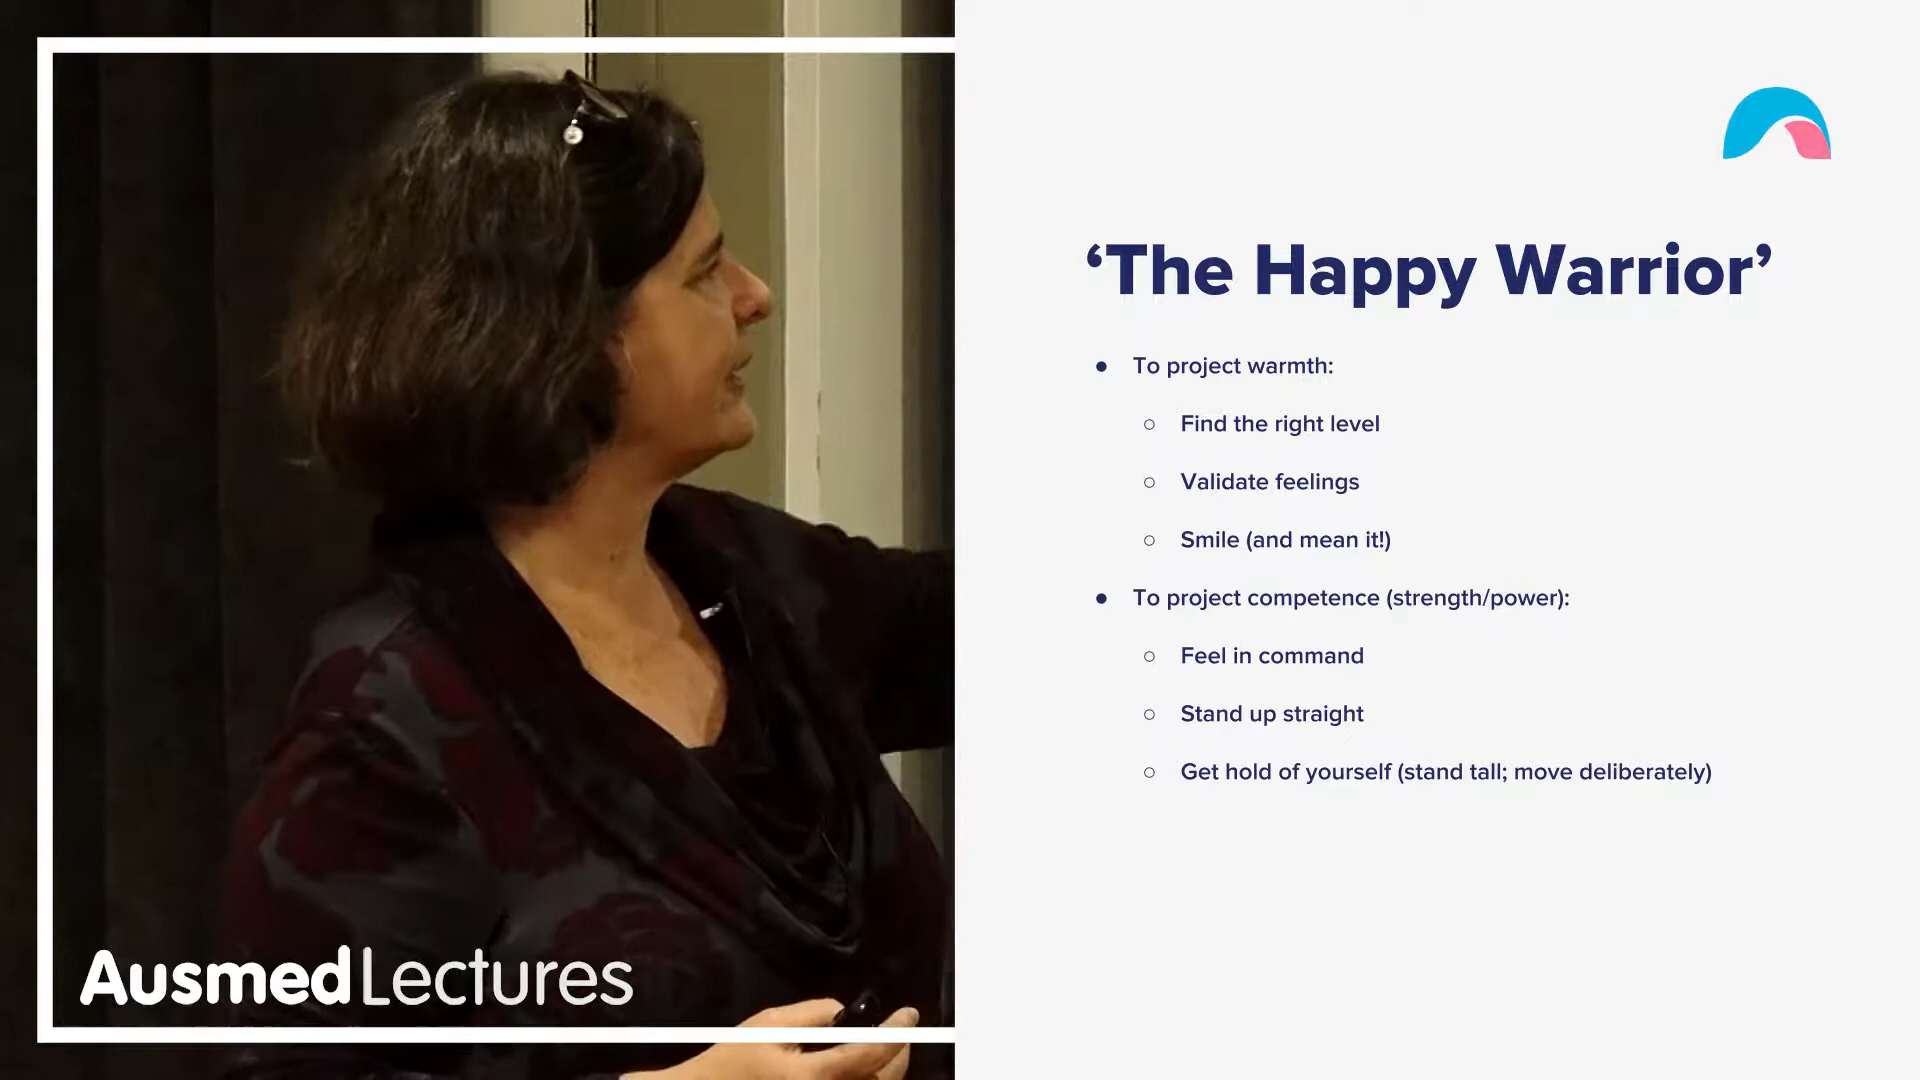 ‘The Happy Warrior’
● To project warmth:
○ Find the right level
○ Validate feelings
○ Smile (and mean it!)
● To project competence (strength/power):
○ Feel in command
○ Stand up straight
○ Get hold of yourself (stand tall; move deliberately)
AusmedLectures